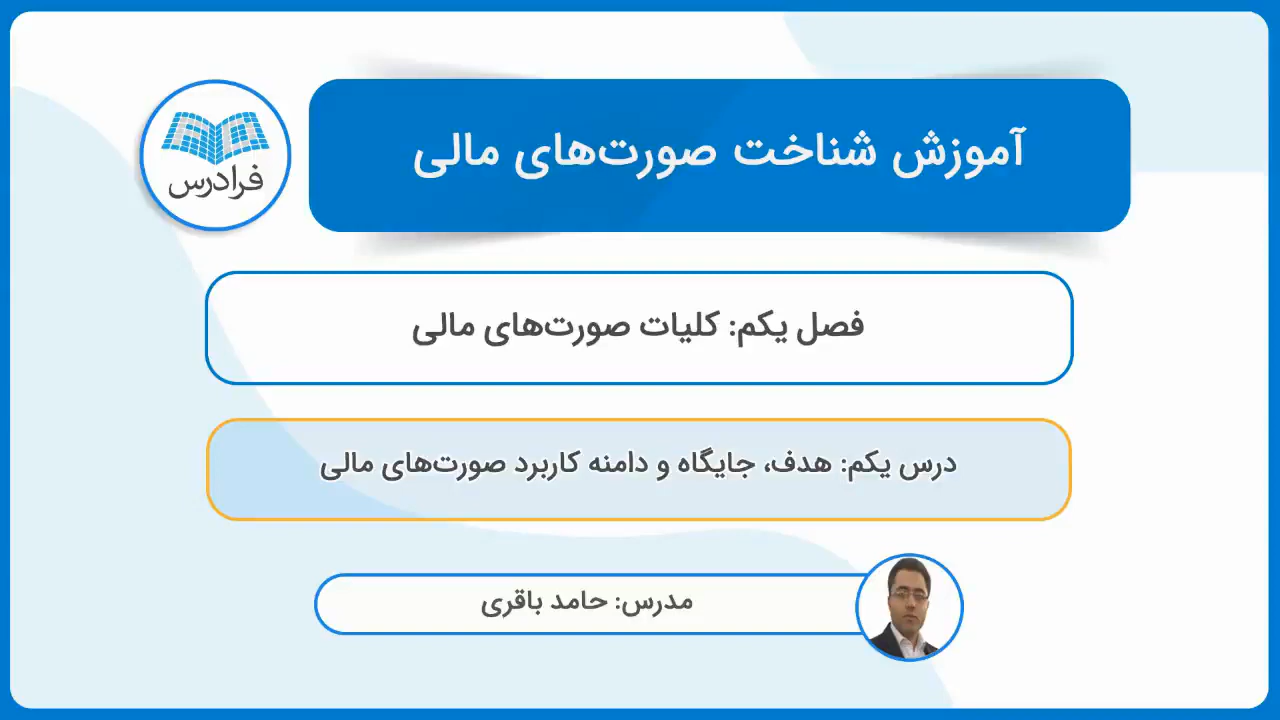 آموزش شناخت صورت‌های مالی
فرادرس
فصل یکم: کلیات صورت‌های مالی
درس یکم: هدف، جایگاه و دامنه کاربرد صورت‌های مالی
مدرس: حامد باقری